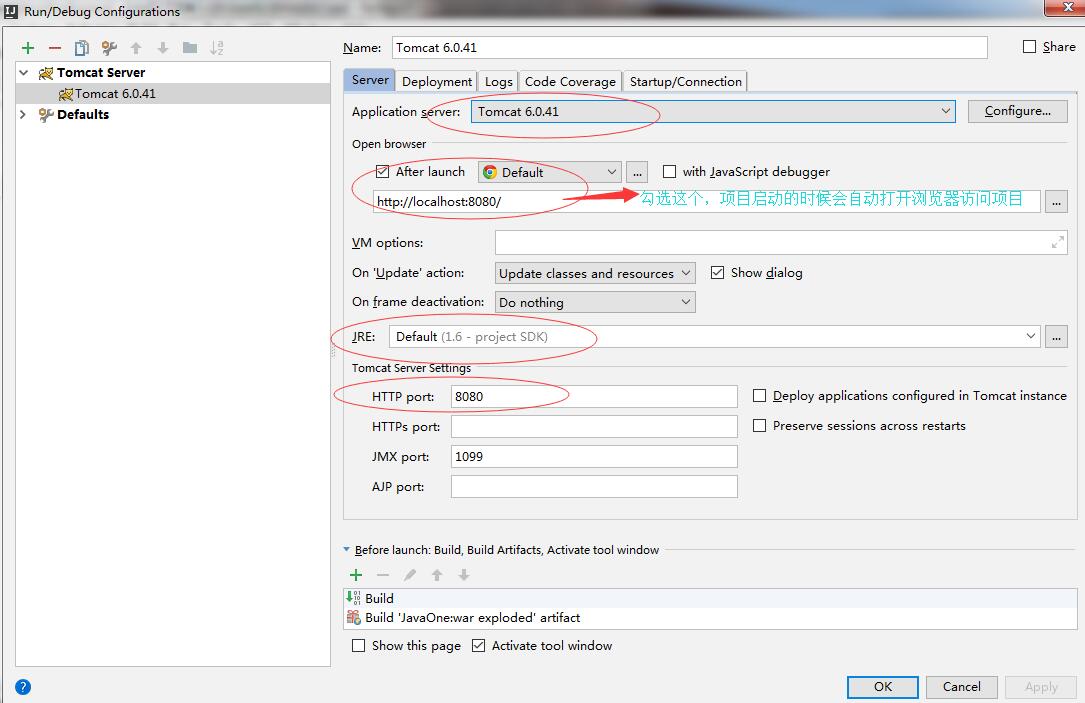 Run/Debug Configurations
Name: Tomcat 6.0.41 Share
Tomcat Server
Tomcat 6.0.41
Defaults
Server Deployment Logs Code Coverage Startup/Connection
Application server: Tomcat 6.0.41 Configure...
Open browser
After launch Default ... with JavaScript debugger
http://localhost:8080/ 勾选这个，项目启动的时候会自动打开浏览器访问项目 ...
VM options:
On 'Update' action: Update classes and resources Show dialog
On frame deactivation: Do nothing
JRE: Default (1.6 - project SDK) ...
Tomcat Server Settings
HTTP port: 8080 Deploy applications configured in Tomcat instance
HTTPs port: Preserve sessions across restarts
JMX port: 1099
AJP port:
Before launch: Build, Build Artifacts, Activate tool window
Build
Build 'JavaOne:war exploded' artifact
Show this page Activate tool window
OK Cancel Apply